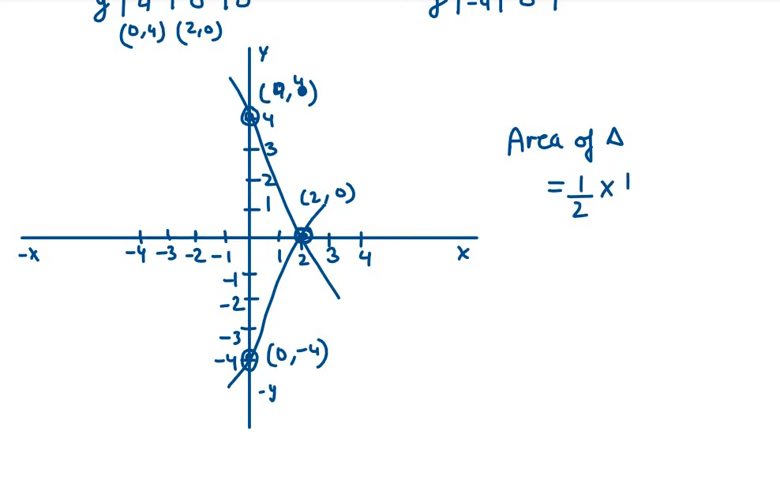 (0,4) (2,0)
Y
(0,4)
4
3
2
1
(2,0)
-X -4 -3 -2 -1 1 2 3 4 X
-1
-2
-3
-4 (0,-4)
-Y
Area of Δ
= 1/2 × 1